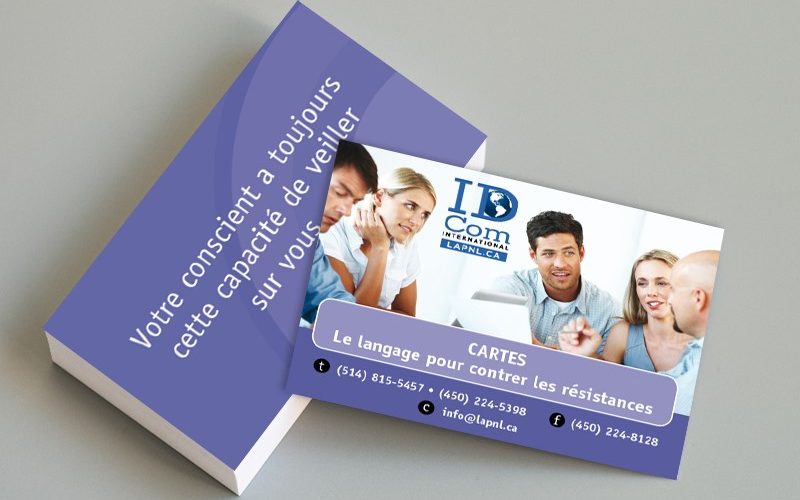 Votre conscient a toujours
cette capacité de veiller
sur vous
ID
Com
INTERNATIONAL
LAPNL.CA
CARTES
Le langage pour contrer les résistances
t (514) 815-5457 • (450) 224-5398
c info@lapnl.ca
f (450) 224-8128